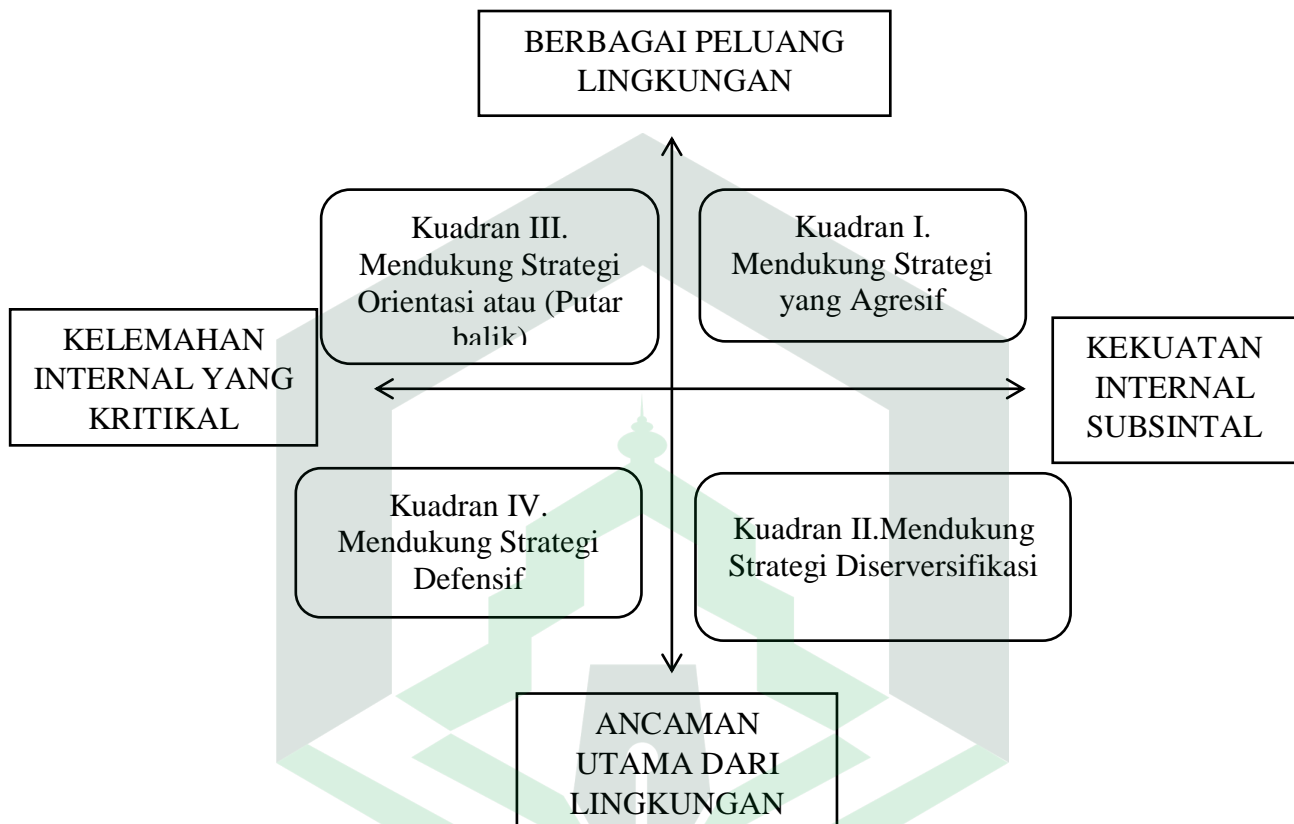 BERBAGAI PELUANG
LINGKUNGAN
Kuadran III.
Mendukung Strategi
Orientasi atau (Putar
balik)
Kuadran I.
Mendukung Strategi
yang Agresif
KELEMAHAN
INTERNAL YANG
KRITIKAL
KEKUATAN
INTERNAL
SUBSINTAL
Kuadran IV.
Mendukung Strategi
Defensif
Kuadran II.Mendukung
Strategi Diserversifikasi
ANCAMAN
UTAMA DARI
LINGKUNGAN